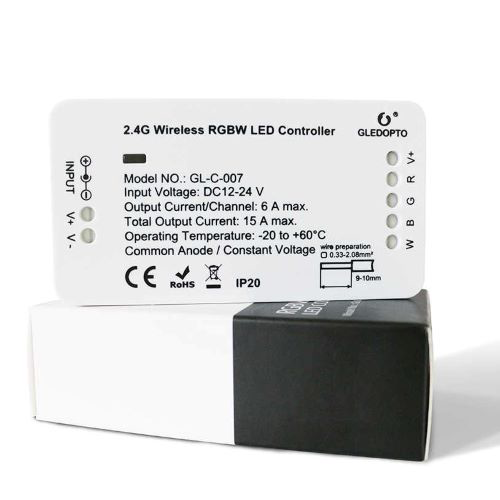 GLEDOPTO
2.4G Wireless RGBW LED Controller
Model NO.: GL-C-007
Input Voltage: DC12-24 V
Output Current/Channel: 6 A max.
Total Output Current: 15 A max.
Operating Temperature: -20 to +60°C
Common Anode / Constant Voltage
CE
RoHS
IP20
wire preparation
0.33-2.08mm²
9-10mm
INPUT
V+
V-
V+
R
G
B
W
RGBW